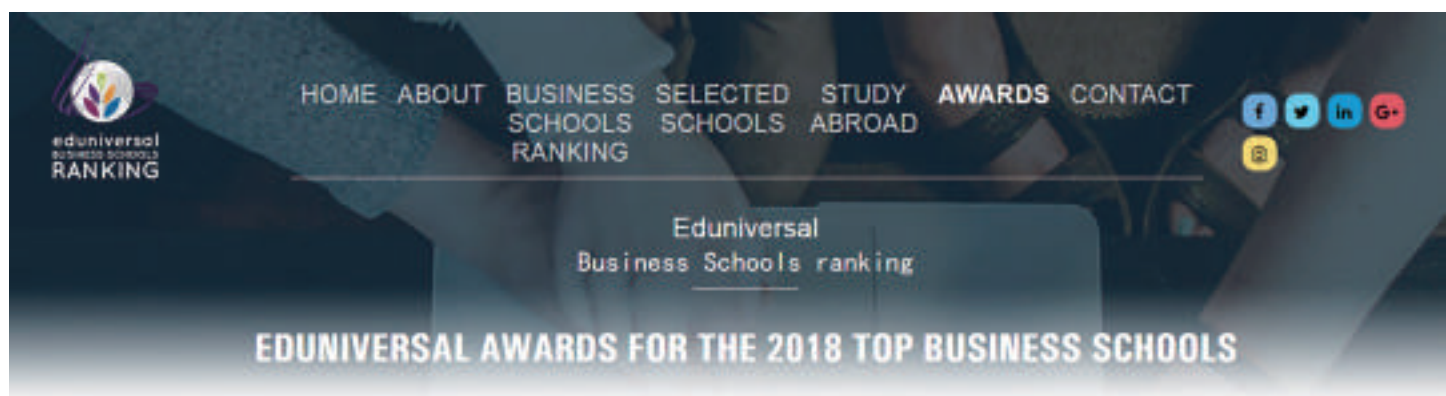 eduniversal
BUSINESS SCHOOLS
RANKING
HOME ABOUT BUSINESS SCHOOLS RANKING SELECTED SCHOOLS STUDY ABROAD AWARDS CONTACT
f in G+
Eduniversal
Business Schools ranking
EDUNIVERSAL AWARDS FOR THE 2018 TOP BUSINESS SCHOOLS